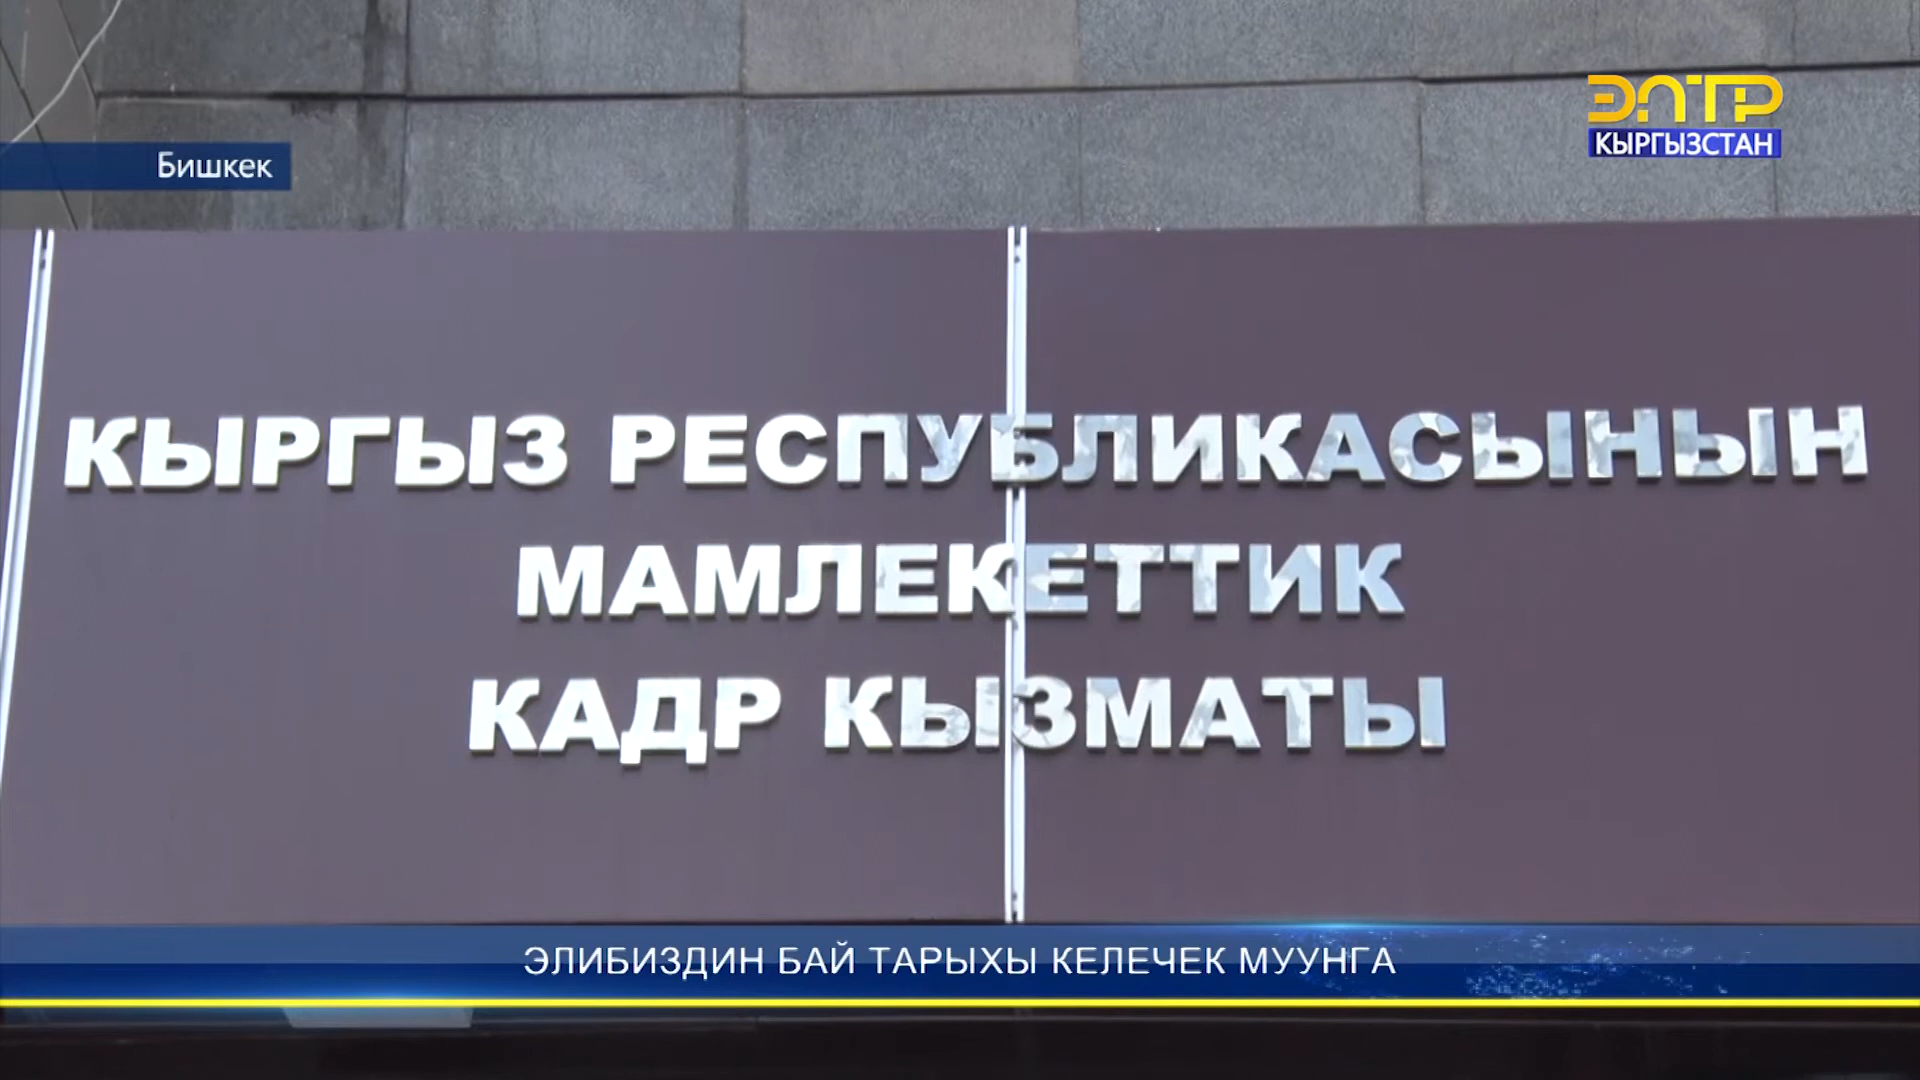 ЭЛТР
КЫРГЫЗСТАН
Бишкек
КЫРГЫЗ РЕСПУБЛИКАСЫНЫН
МАМЛЕКЕТТИК
КАДР КЫЗМАТЫ
ЭЛИБИЗДИН БАЙ ТАРЫХЫ КЕЛЕЧЕК МУУНГА